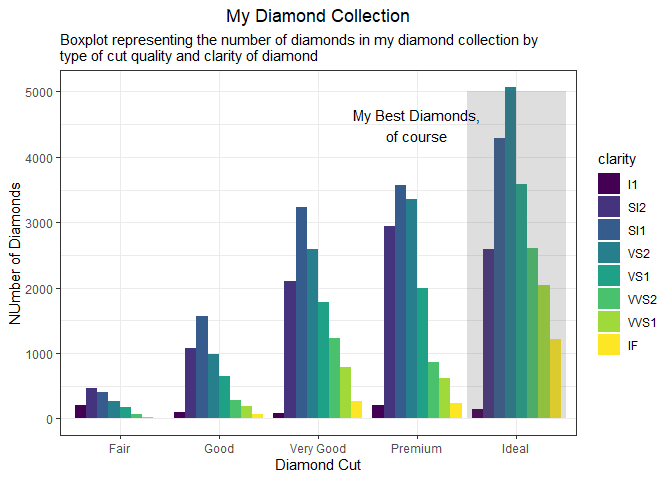 My Diamond Collection
Boxplot representing the number of diamonds in my diamond collection by
type of cut quality and clarity of diamond
NUmber of Diamonds
5000
4000
3000
2000
1000
0
My Best Diamonds,
of course
Fair Good Very Good Premium Ideal
Diamond Cut
clarity
I1
SI2
SI1
VS2
VS1
VVS2
VVS1
IF